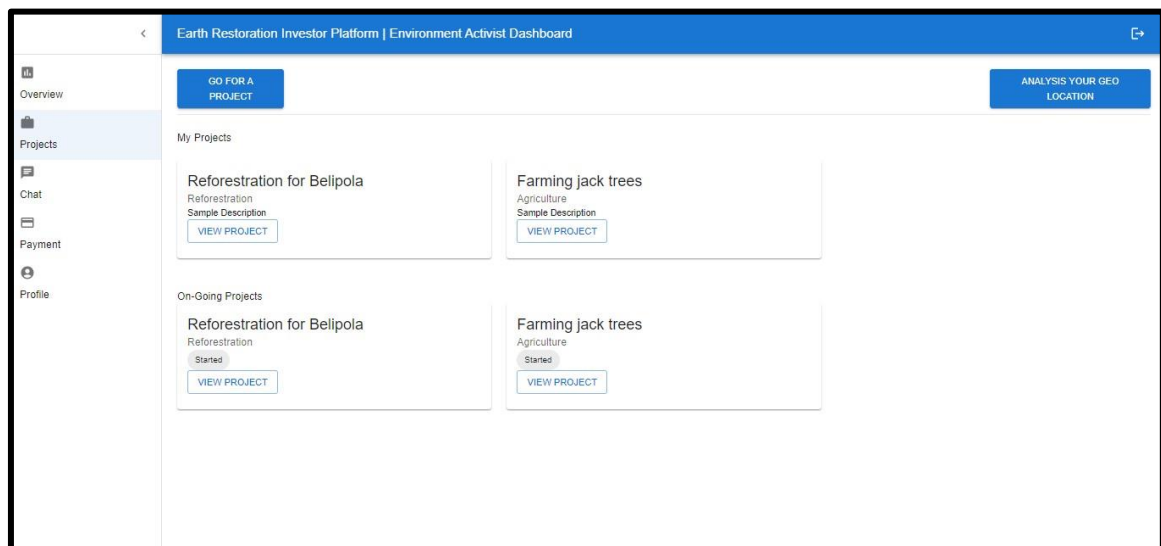 Earth Restoration Investor Platform | Environment Activist Dashboard
Overview
Projects
Chat
Payment
Profile
GO FOR A
PROJECT
ANALYSIS YOUR GEO
LOCATION
My Projects
Reforestration for Belipola
Reforestration
Sample Description
VIEW PROJECT
Farming jack trees
Agriculture
Sample Description
VIEW PROJECT
On-Going Projects
Reforestration for Belipola
Reforestration
Started
VIEW PROJECT
Farming jack trees
Agriculture
Started
VIEW PROJECT